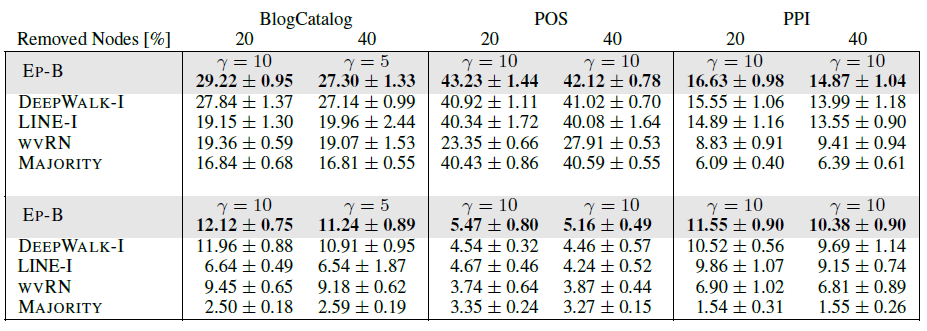 BlogCatalog POS PPI
Removed Nodes [%] 20 40 20 40 20 40
EP-B γ = 10 γ = 5 γ = 10 γ = 10 γ = 10 γ = 10
29.22 ± 0.95 27.30 ± 1.33 43.23 ± 1.44 42.12 ± 0.78 16.63 ± 0.98 14.87 ± 1.04
DEEPWALK-I 27.84 ± 1.37 27.14 ± 0.99 40.92 ± 1.11 41.02 ± 0.70 15.55 ± 1.06 13.99 ± 1.18
LINE-I 19.15 ± 1.30 19.96 ± 2.44 40.34 ± 1.72 40.08 ± 1.64 14.89 ± 1.16 13.55 ± 0.90
WVRN 19.36 ± 0.59 19.07 ± 1.53 23.35 ± 0.66 27.91 ± 0.53 8.83 ± 0.91 9.41 ± 0.94
MAJORITY 16.84 ± 0.68 16.81 ± 0.55 40.43 ± 0.86 40.59 ± 0.55 6.09 ± 0.40 6.39 ± 0.61
EP-B γ = 10 γ = 5 γ = 10 γ = 10 γ = 10 γ = 10
12.12 ± 0.75 11.24 ± 0.89 5.47 ± 0.80 5.16 ± 0.49 11.55 ± 0.90 10.38 ± 0.90
DEEPWALK-I 11.96 ± 0.88 10.91 ± 0.95 4.54 ± 0.32 4.46 ± 0.57 10.52 ± 0.56 9.69 ± 1.14
LINE-I 6.64 ± 0.49 6.54 ± 1.87 4.67 ± 0.46 4.24 ± 0.52 9.86 ± 1.07 9.15 ± 0.74
WVRN 9.45 ± 0.65 9.18 ± 0.62 3.74 ± 0.64 3.87 ± 0.44 6.90 ± 1.02 6.81 ± 0.89
MAJORITY 2.50 ± 0.18 2.59 ± 0.19 3.35 ± 0.24 3.27 ± 0.15 1.54 ± 0.31 1.55 ± 0.26